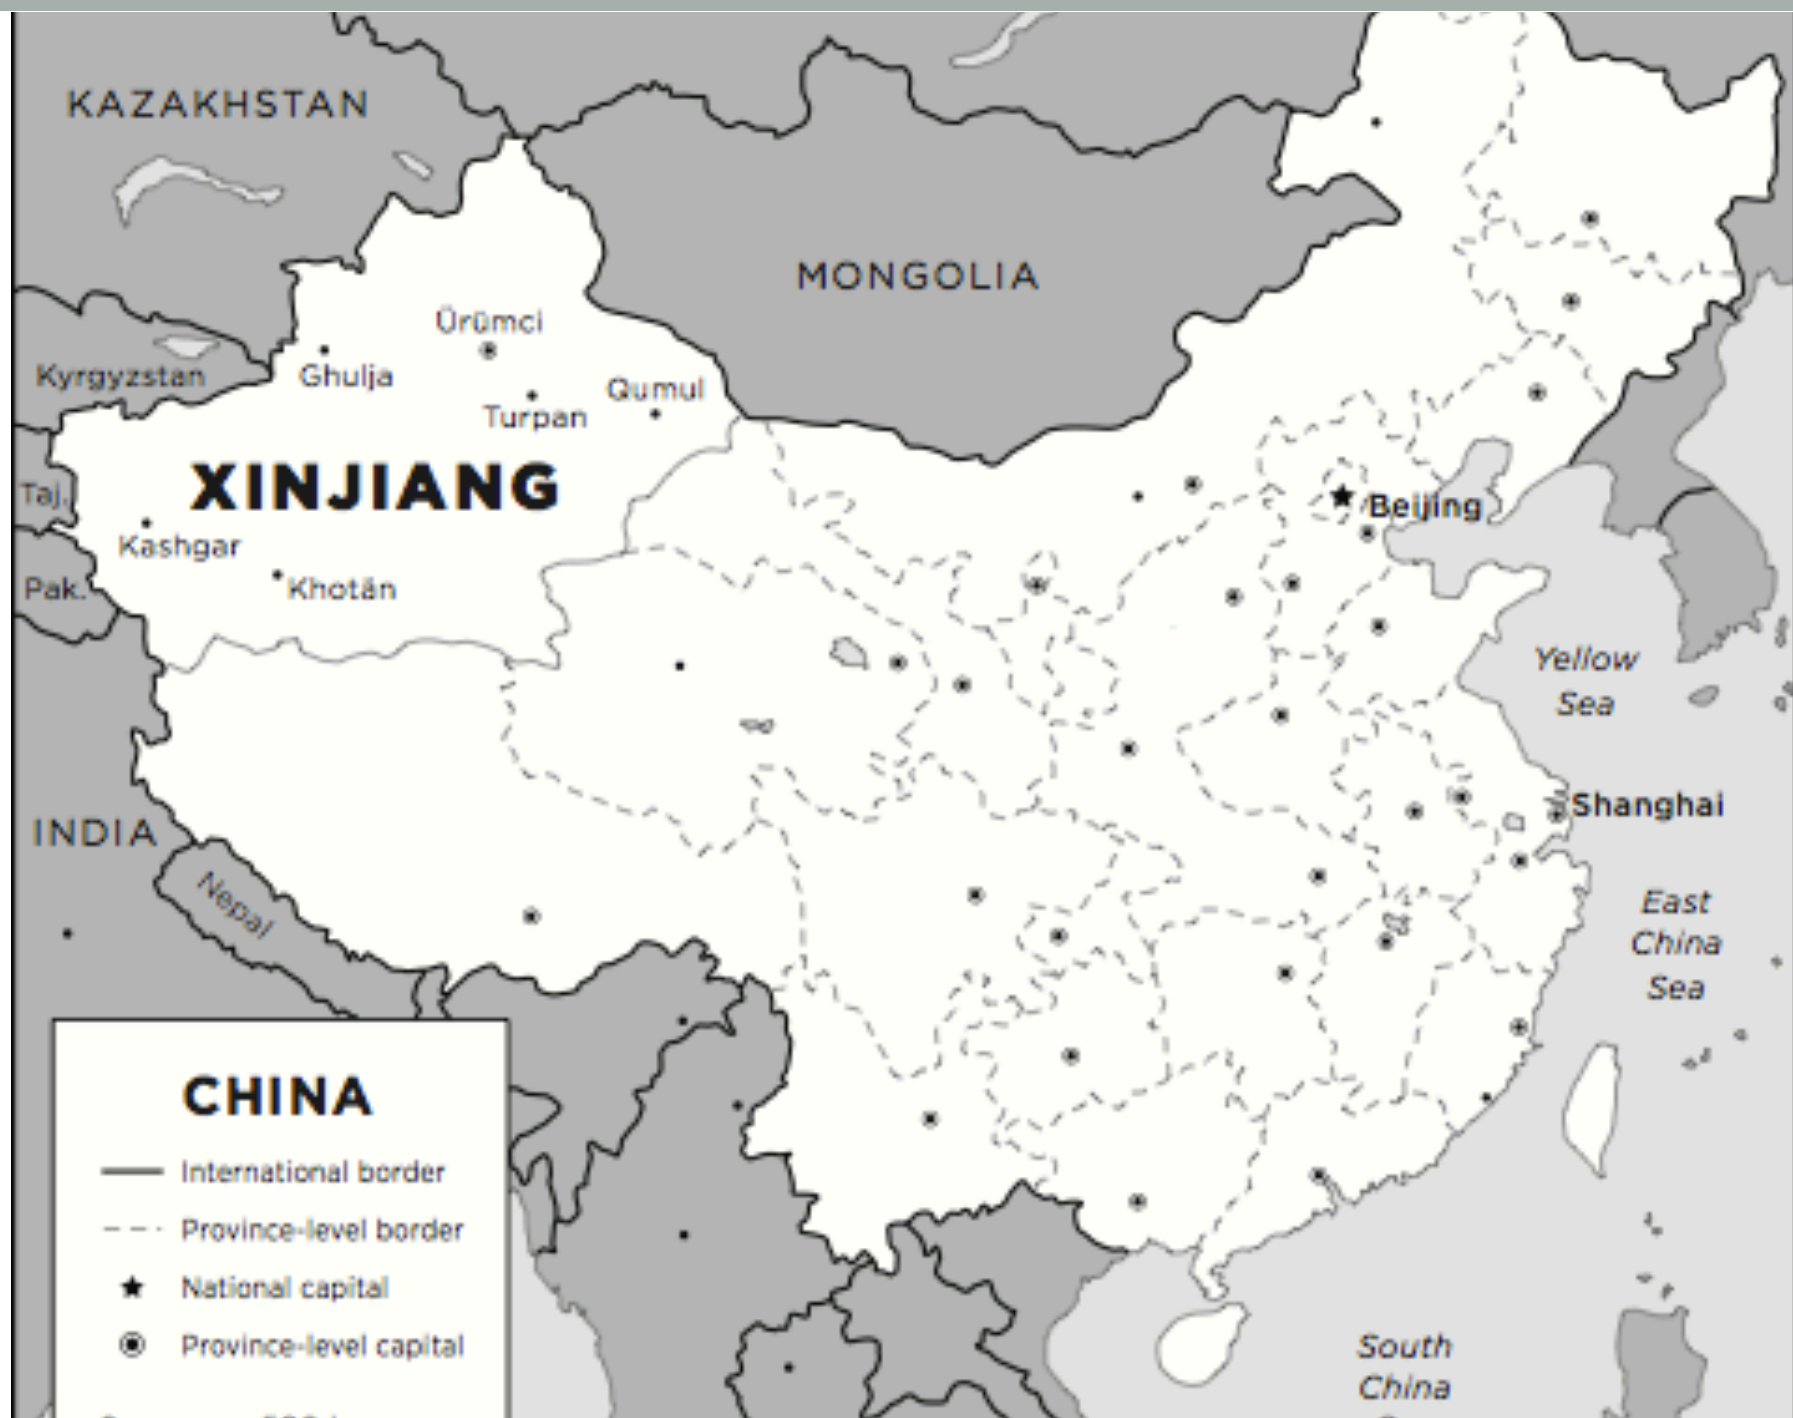 KAZAKHSTAN
MONGOLIA
Ürümci
Kyrgyzstan
Ghulja
Qumul
Turpan
XINJIANG
Taj.
Beijing
Kashgar
Pak.
Khotän
Yellow
Sea
Shanghai
INDIA
Nepal
East
China
Sea
CHINA
International border
Province-level border
National capital
Province-level capital
South
China